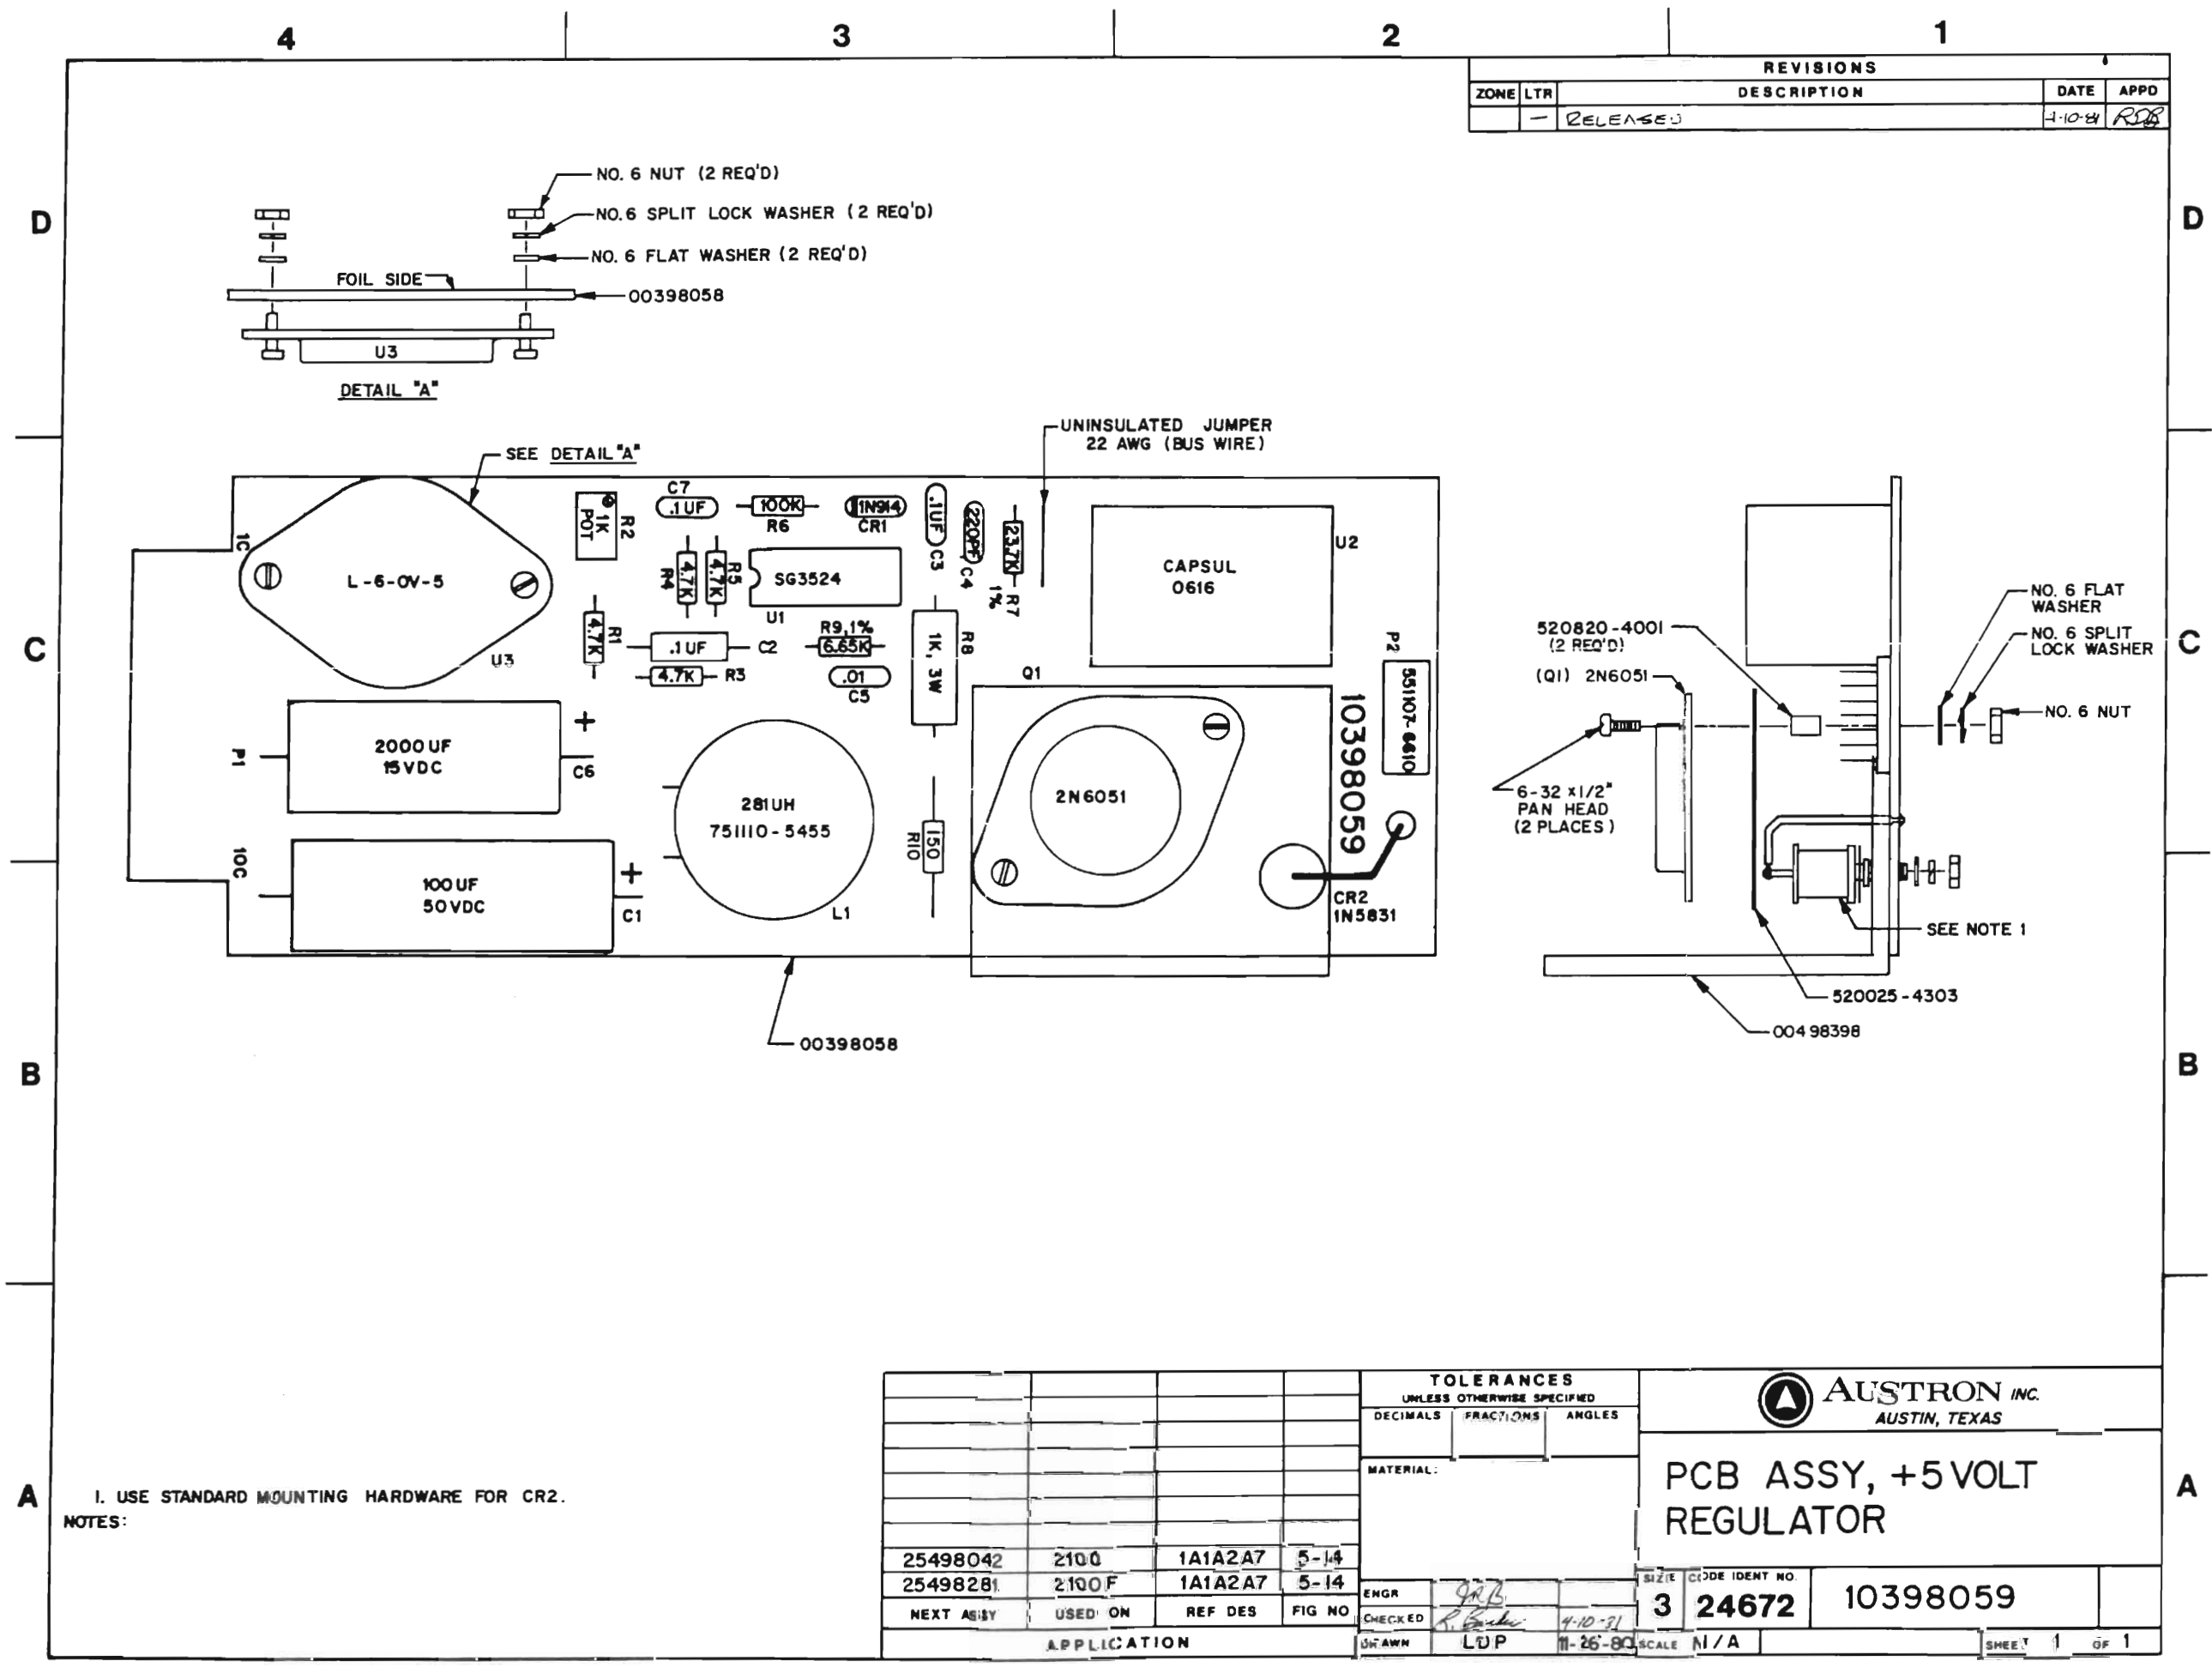 4
3
2
1
REVISIONS
ZONE
LTR
DESCRIPTION
DATE
APPD
—
RELEASED
RDB
D
D
NO. 6 NUT (2 REQ'D)
NO. 6 SPLIT LOCK WASHER (2 REQ'D)
NO. 6 FLAT WASHER (2 REQ'D)
FOIL SIDE
00398058
U3
DETAIL "A"
UNINSULATED JUMPER
22 AWG (BUS WIRE)
SEE DETAIL "A"
C
C
1C
L-6-0V-5
U3
1K
POT
R2
C7
.1UF
100K
R6
1N914
CR1
.1UF
C3
220PF
C4
23.7K
R7
1%
4.7K
R4
4.7K
R5
SG3524
U1
4.7K
R1
.1UF
C2
4.7K
R3
R9,1%
6.65K
.01
C5
1K, 3W
R8
CAPSUL
0616
U2
P2
551107-6610
Q1
2N6051
10398059
P1
2000UF
15VDC
+
C6
10C
100UF
50VDC
+
C1
281UH
751110-5455
L1
150
R10
CR2
1N5831
00398058
520820-4001
(2 REQ'D)
(Q1) 2N6051
6-32 x1/2"
PAN HEAD
(2 PLACES)
NO. 6 FLAT
WASHER
NO. 6 SPLIT
LOCK WASHER
NO. 6 NUT
SEE NOTE 1
520025-4303
00498398
B
B
A
A
1. USE STANDARD MOUNTING HARDWARE FOR CR2.
NOTES:
25498042 2100 1A1A2A7 5-14
25498281 2100F 1A1A2A7 5-14
NEXT ASSY USED ON REF DES FIG NO
APPLICATION
TOLERANCES
UNLESS OTHERWISE SPECIFIED
DECIMALS FRACTIONS ANGLES
MATERIAL:
ENGR JRB
CHECKED R. 4-10-81
DRAWN LDP 11-26-80
AUSTRON INC.
AUSTIN, TEXAS
PCB ASSY, +5 VOLT
REGULATOR
SIZE
3
CODE IDENT NO.
24672
10398059
SCALE N/A
SHEET 1 OF 1